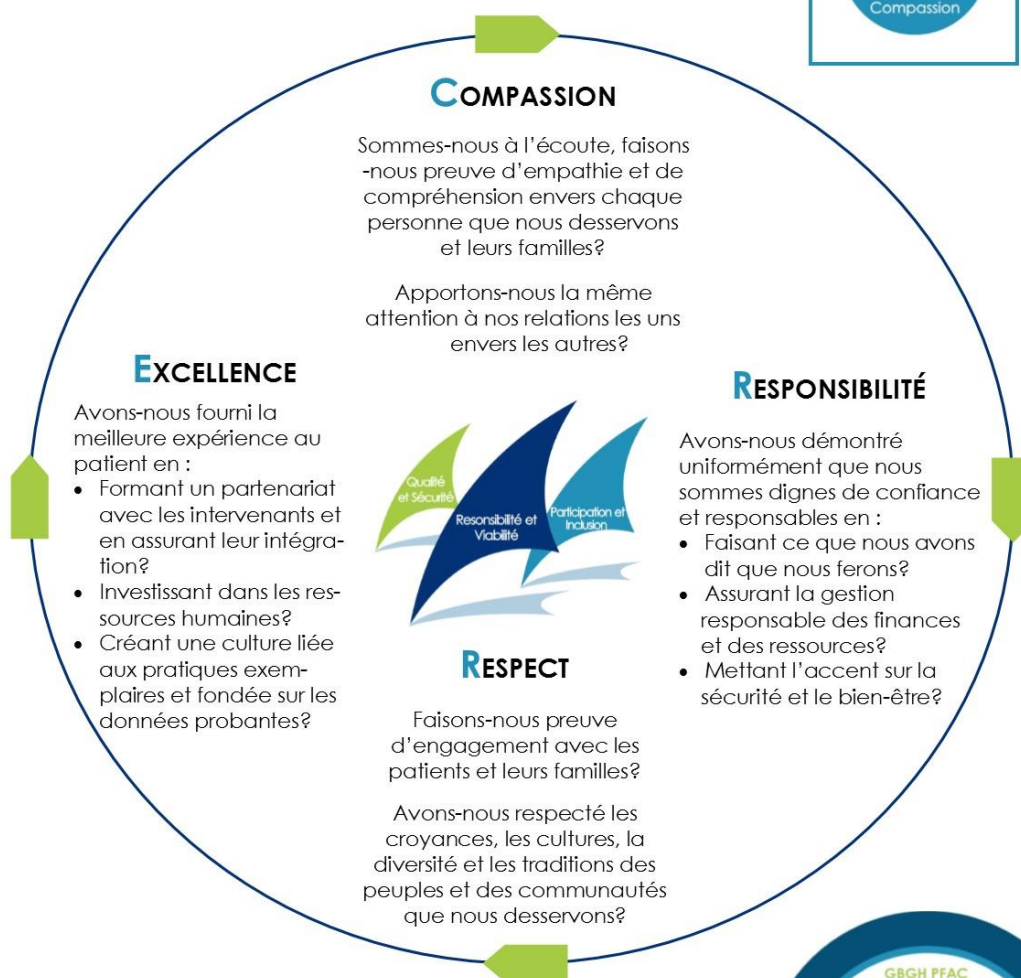 Compassion
COMPASSION
Sommes-nous à l'écoute, faisons
-nous preuve d'empathie et de
compréhension envers chaque
personne que nous desservons
et leurs familles?
Apportons-nous la même
attention à nos relations les uns
envers les autres?
EXCELLENCE
Avons-nous fourni la
meilleure expérience au
patient en :
• Formant un partenariat
avec les intervenants et
en assurant leur intégra-
tion?
• Investissant dans les res-
sources humaines?
• Créant une culture liée
aux pratiques exem-
plaires et fondée sur les
données probantes?
Qualité
et Sécurité
Resonsibilité et
Viabilité
Participation et
Inclusion
RESPONSIBILITÉ
Avons-nous démontré
uniformément que nous
sommes dignes de confiance
et responsables en :
• Faisant ce que nous avons
dit que nous ferons?
• Assurant la gestion
responsable des finances
et des ressources?
• Mettant l'accent sur la
sécurité et le bien-être?
RESPECT
Faisons-nous preuve
d'engagement avec les
patients et leurs familles?
Avons-nous respecté les
croyances, les cultures, la
diversité et les traditions des
peuples et des communautés
que nous desservons?
GBGH PFAC